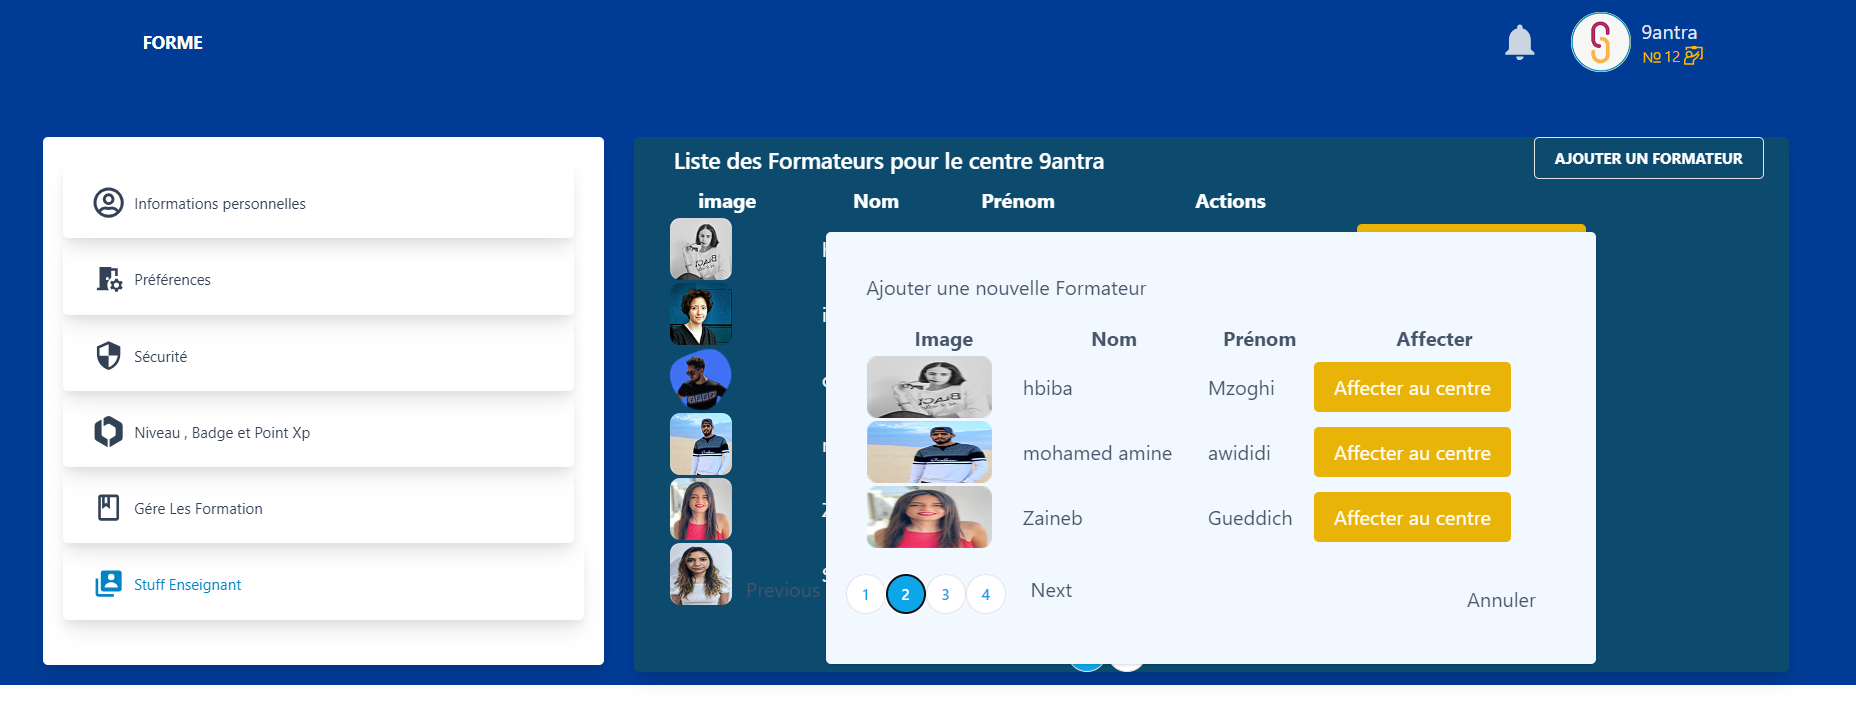 FORME
9antra
№ 12
Informations personnelles
Préférences
Sécurité
Niveau , Badge et Point Xp
Gére Les Formation
Stuff Enseignant
Liste des Formateurs pour le centre 9antra
AJOUTER UN FORMATEUR
image Nom Prénom Actions
Ajouter une nouvelle Formateur
Image Nom Prénom Affecter
hbiba Mzoghi Affecter au centre
mohamed amine awididi Affecter au centre
Zaineb Gueddich Affecter au centre
Previous 1 2 3 4 Next
Annuler